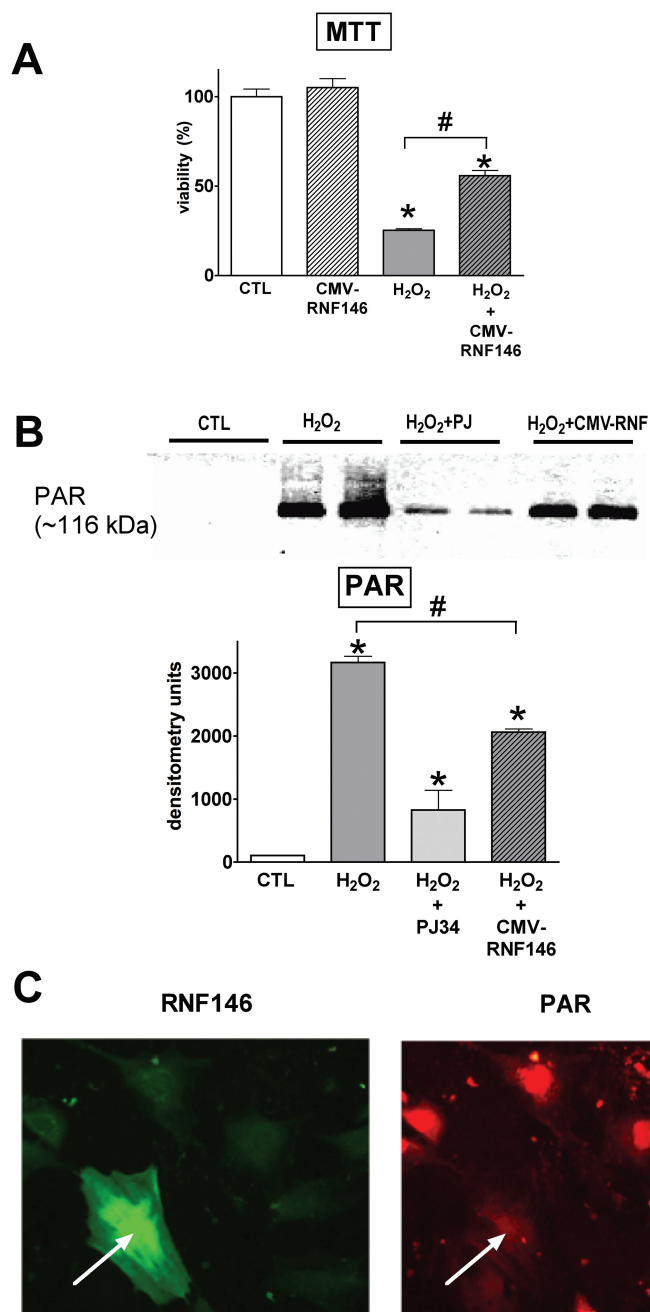 A
MTT
viability (%)
100
50
0
#
*
*
CTL
CMV-
RNF146
H₂O₂
H₂O₂
+
CMV-
RNF146
B
CTL
H₂O₂
H₂O₂+PJ
H₂O₂+CMV-RNF
PAR
(~116 kDa)
PAR
densitometry units
3000
2000
1000
0
#
*
*
*
CTL
H₂O₂
H₂O₂
+
PJ34
H₂O₂
+
CMV-
RNF146
C
RNF146
PAR